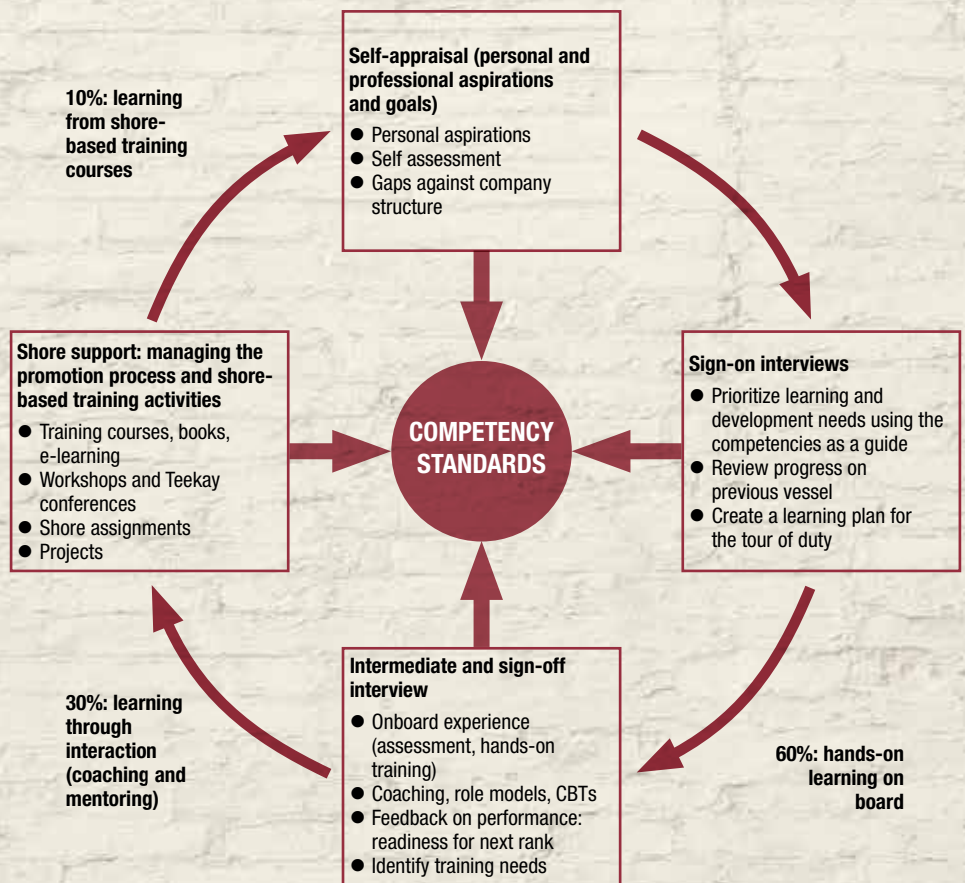 Self-appraisal (personal and
professional aspirations
and goals)
● Personal aspirations
● Self assessment
● Gaps against company
structure
10%: learning
from shore-
based training
courses
Shore support: managing the
promotion process and shore-
based training activities
● Training courses, books,
e-learning
● Workshops and Teekay
conferences
● Shore assignments
● Projects
COMPETENCY
STANDARDS
Sign-on interviews
● Prioritize learning and
development needs using the
competencies as a guide
● Review progress on
previous vessel
● Create a learning plan for
the tour of duty
30%: learning
through
interaction
(coaching and
mentoring)
Intermediate and sign-off
interview
● Onboard experience
(assessment, hands-on
training)
● Coaching, role models, CBTs
● Feedback on performance:
readiness for next rank
● Identify training needs
60%: hands-on
learning on
board